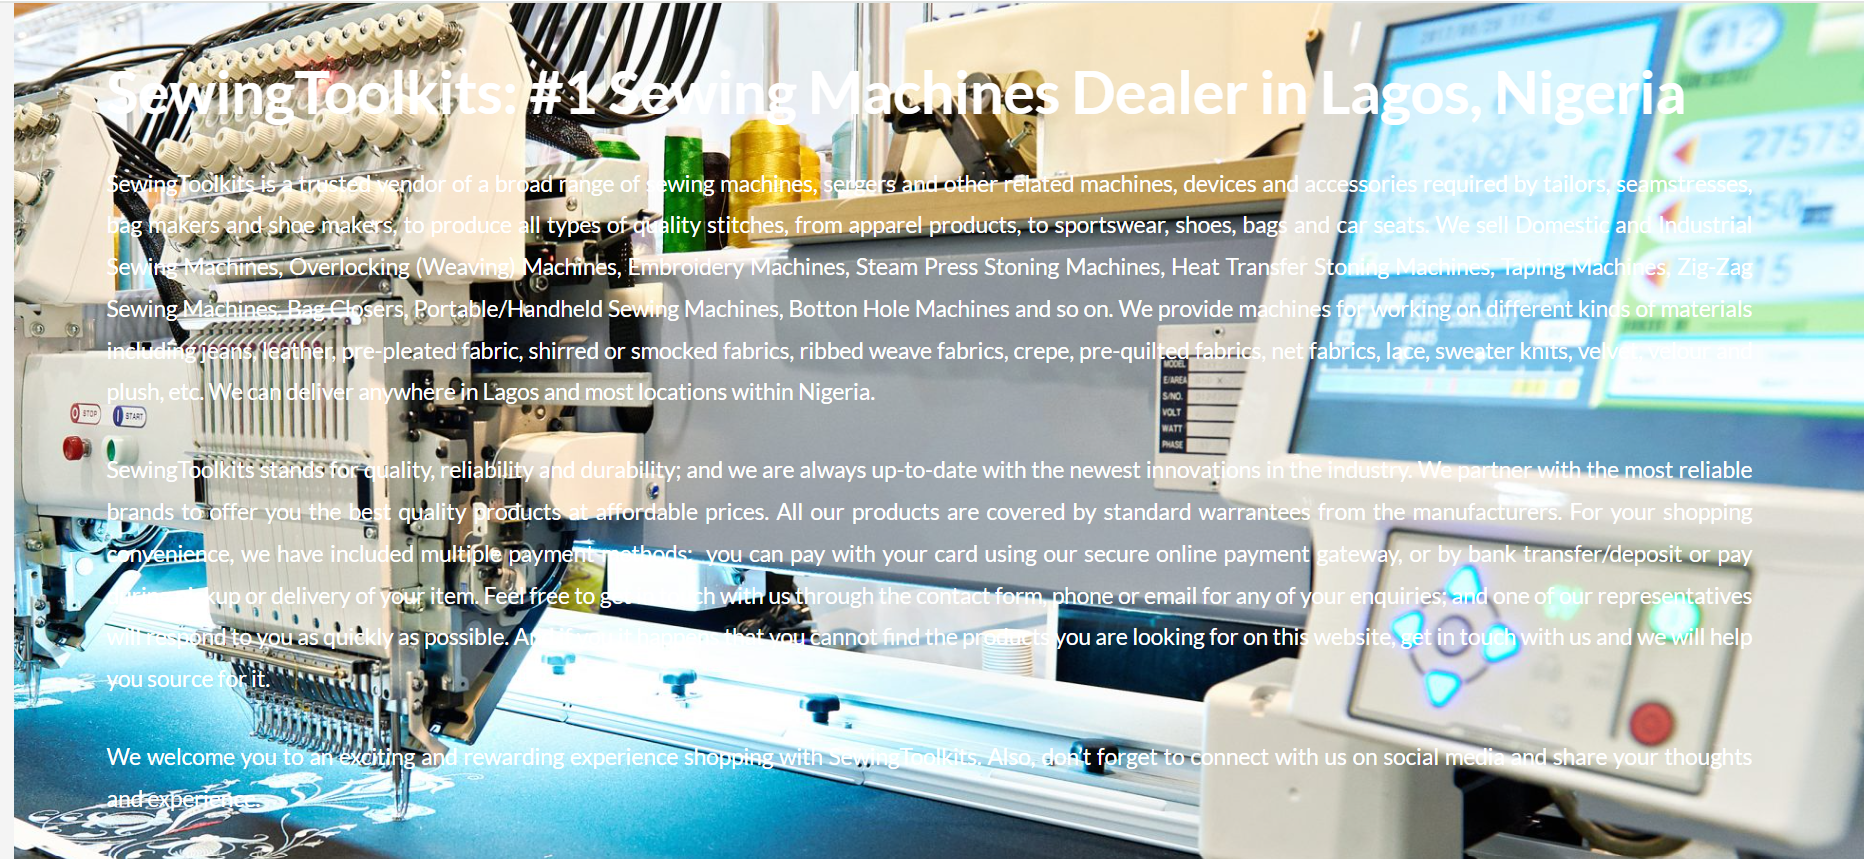 SewingToolkits: #1 Sewing Machines Dealer in Lagos, Nigeria
SewingToolkits is a trusted vendor of a broad range of sewing machines, sergers and other related machines, devices and accessories required by tailors, seamstresses,
bag makers and shoe makers, to produce all types of quality stitches, from apparel products, to sportswear, shoes, bags and car seats. We sell Domestic and Industrial
Sewing Machines, Overlocking (Weaving) Machines, Embroidery Machines, Steam Press Stoning Machines, Heat Transfer Stoning Machines, Taping Machines, Zig-Zag
Sewing Machines, Bag Closers, Portable/Handheld Sewing Machines, Botton Hole Machines and so on. We provide machines for working on different kinds of materials
including jeans, leather, pre-pleated fabric, shirred or smocked fabrics, ribbed weave fabrics, crepe, pre-quilted fabrics, net fabrics, lace, sweater knits, velvet, velour and
plush, etc. We can deliver anywhere in Lagos and most locations within Nigeria.
SewingToolkits stands for quality, reliability and durability; and we are always up-to-date with the newest innovations in the industry. We partner with the most reliable
brands to offer you the best quality products at affordable prices. All our products are covered by standard warrantees from the manufacturers. For your shopping
convenience, we have included multiple payment methods; you can pay with your card using our secure online payment gateway, or by bank transfer/deposit or pay
or delivery of your item. Feel free to get in touch with us through the contact form, phone or email for any of your enquiries; and one of our representatives
will respond to you as quickly as possible. that you cannot find the products you are looking for on this website, get in touch with us and we will help
you source for it.
We welcome you to an exciting and rewarding experience shopping with SewingToolkits. Also, don't forget to connect with us on social media and share your thoughts
and experience.
STOP
START
MODEL
E/AREA
S/NO.
VOLT
WATT
PHASE
#12
27579